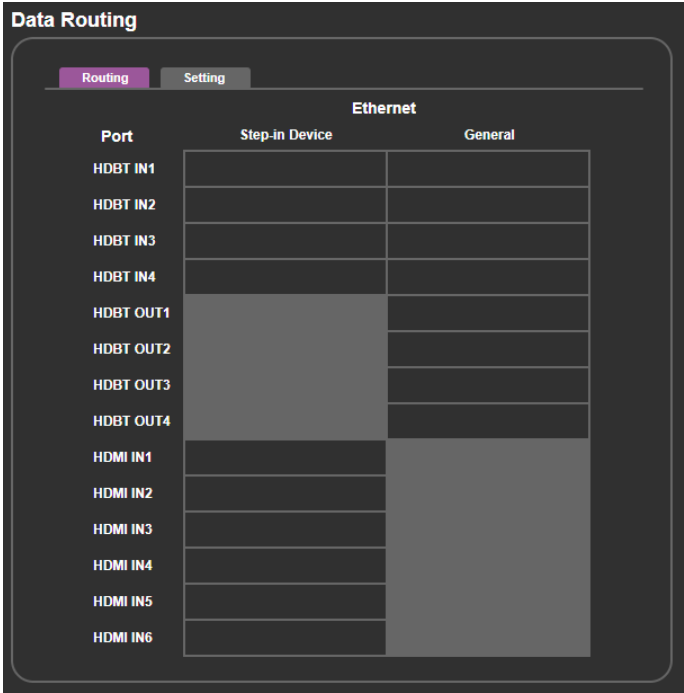 Data Routing
Routing Setting
Ethernet
Port Step-in Device General
HDBT IN1
HDBT IN2
HDBT IN3
HDBT IN4
HDBT OUT1
HDBT OUT2
HDBT OUT3
HDBT OUT4
HDMI IN1
HDMI IN2
HDMI IN3
HDMI IN4
HDMI IN5
HDMI IN6